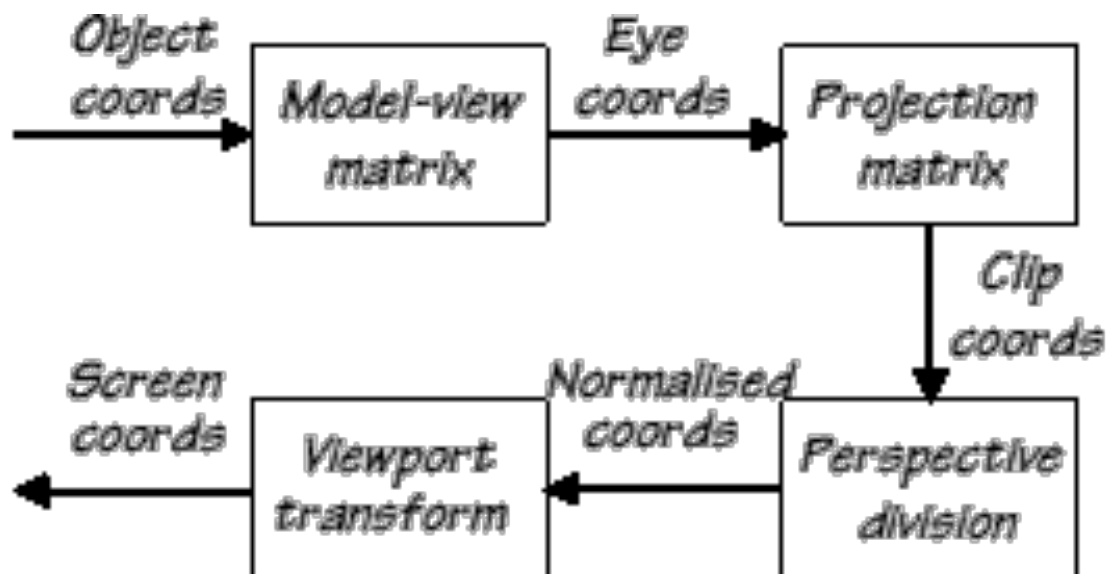 Object
coords
Model-view
matrix
Eye
coords
Projection
matrix
Clip
coords
Perspective
division
Normalised
coords
Viewport
transform
Screen
coords